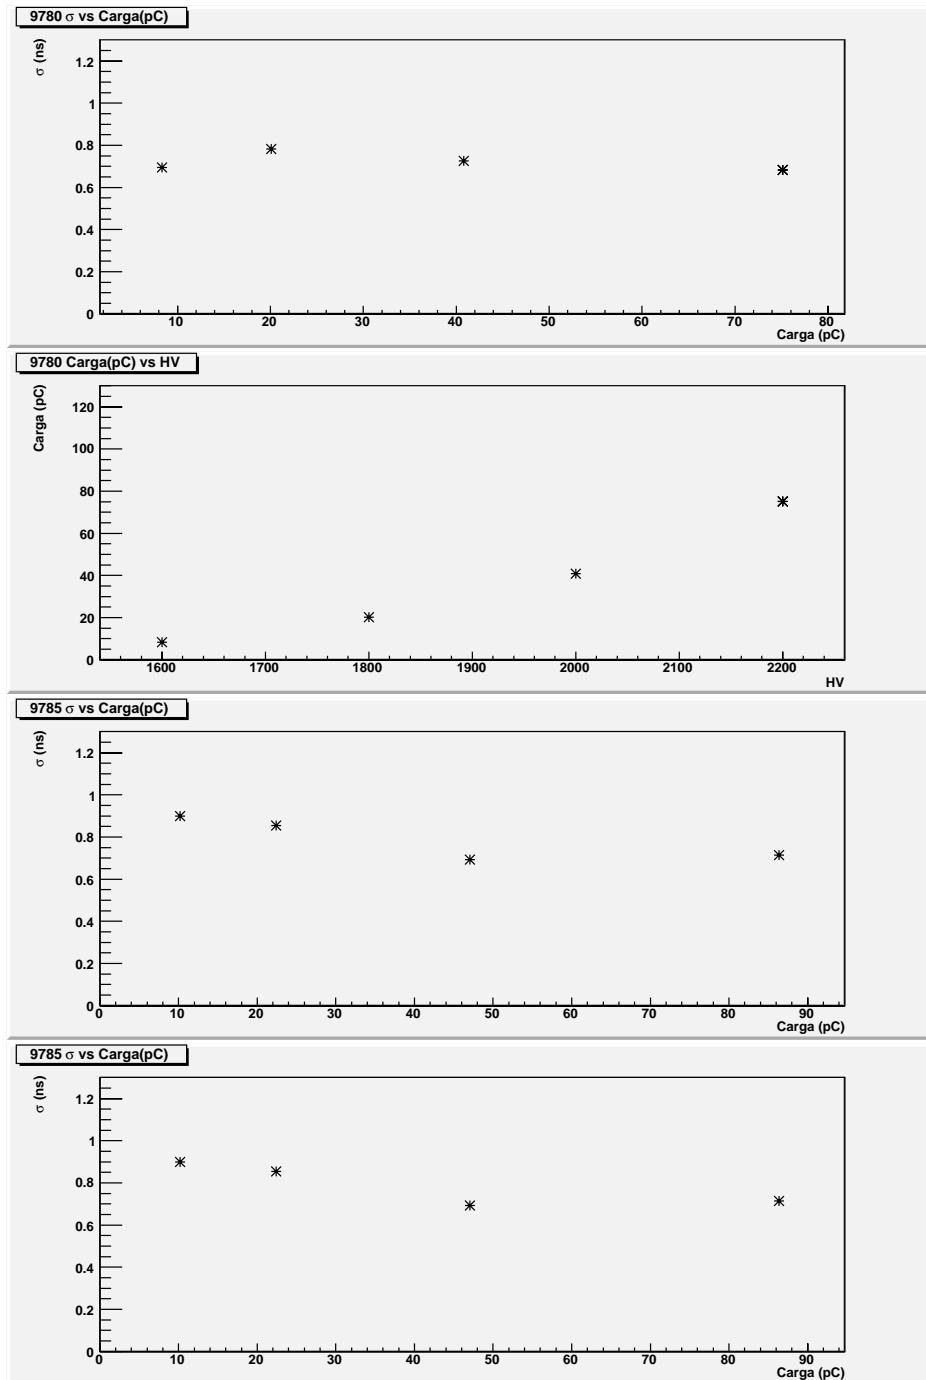 9780 σ vs Carga(pC)
σ (ns)
1.2
1
0.8
0.6
0.4
0.2
0
10 20 30 40 50 60 70 80
Carga (pC)
9780 Carga(pC) vs HV
Carga (pC)
120
100
80
60
40
20
0
1600 1700 1800 1900 2000 2100 2200
HV
9785 σ vs Carga(pC)
σ (ns)
1.2
1
0.8
0.6
0.4
0.2
0
0 10 20 30 40 50 60 70 80 90
Carga (pC)
9785 σ vs Carga(pC)
σ (ns)
1.2
1
0.8
0.6
0.4
0.2
0
0 10 20 30 40 50 60 70 80 90
Carga (pC)